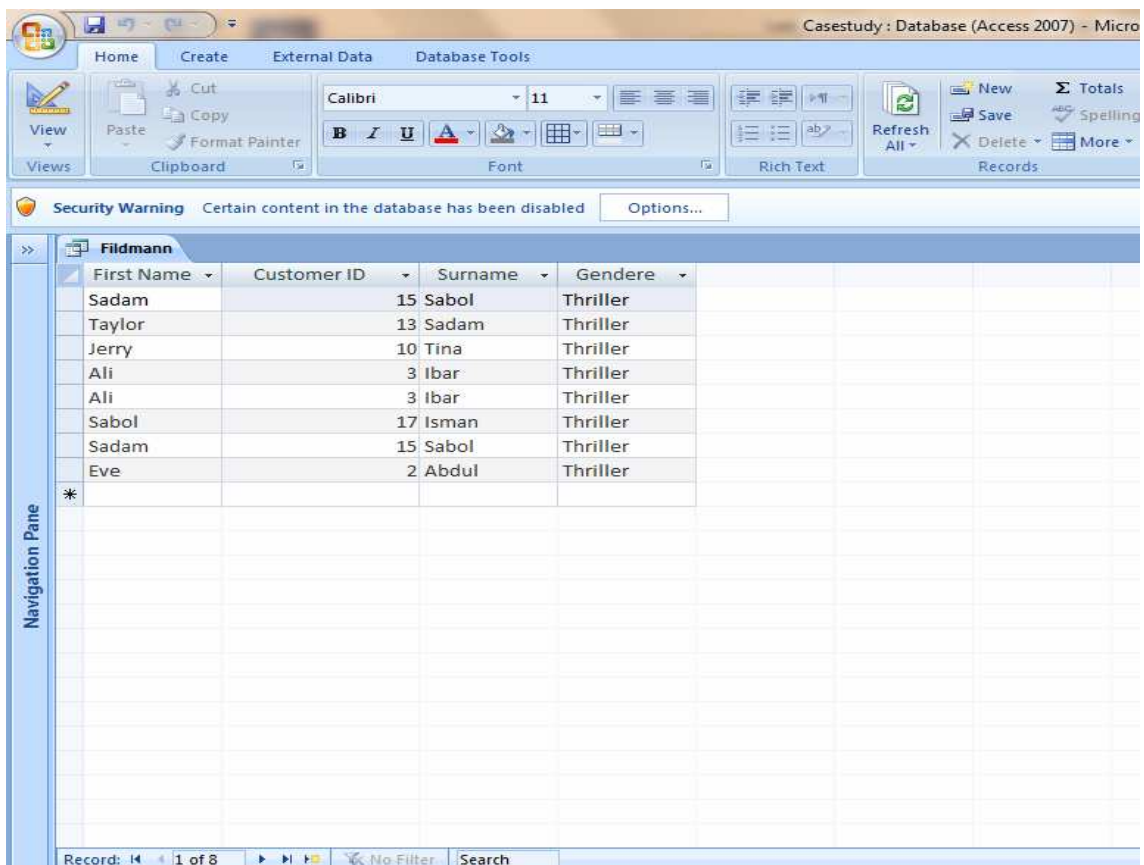 Casestudy : Database (Access 2007) - Micro
Home Create External Data Database Tools
View
Views
Paste
Cut
Copy
Format Painter
Clipboard
Calibri 11
B I U A
Font
Rich Text
Refresh
All
New
Save
Delete
Σ Totals
Spelling
More
Records
Security Warning Certain content in the database has been disabled Options...
Fildmann
First Name Customer ID Surname Gendere
Sadam 15 Sabol Thriller
Taylor 13 Sadam Thriller
Jerry 10 Tina Thriller
Ali 3 Ibar Thriller
Ali 3 Ibar Thriller
Sabol 17 Isman Thriller
Sadam 15 Sabol Thriller
Eve 2 Abdul Thriller
Navigation Pane
Record: 1 of 8 No Filter Search